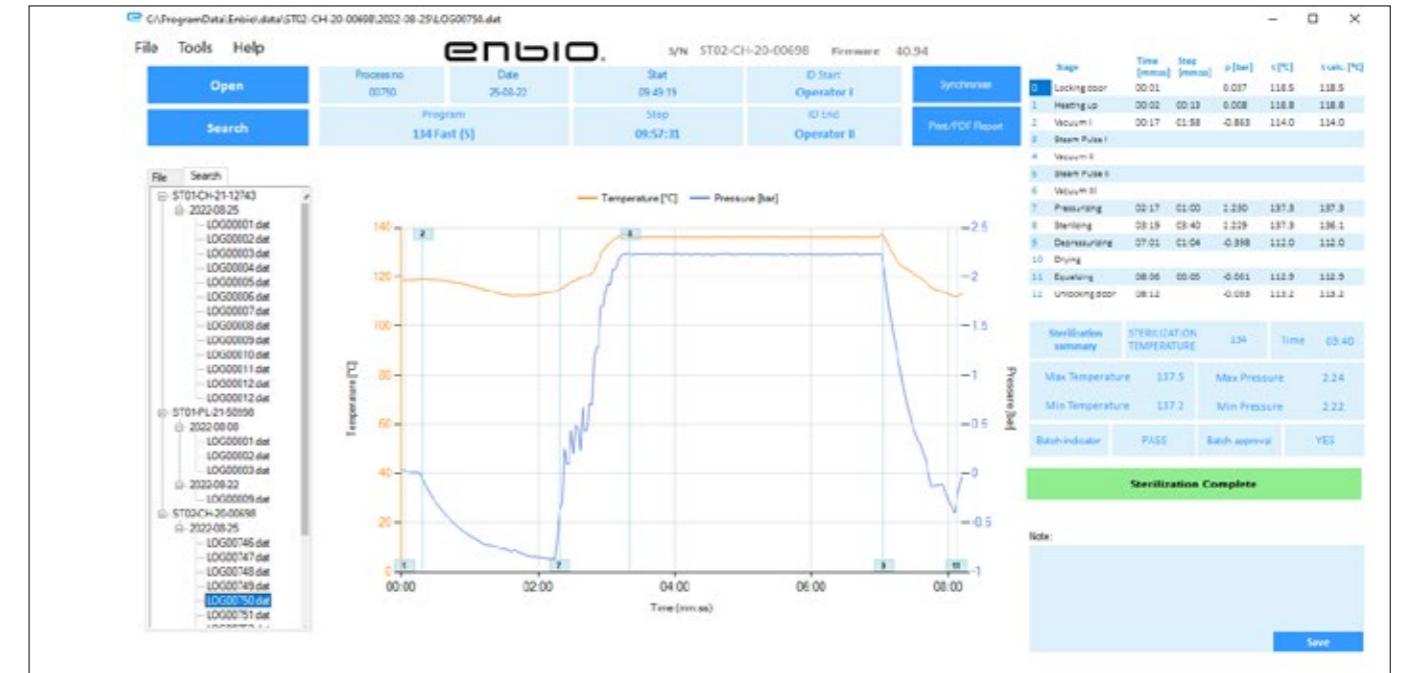 C:\ProgramData\Enbio\data\ST02-CH-20-00698\2022-08-25\LOG00750.dat
File Tools Help
enbio.
S/N ST02-CH-20-00698 Firmware 40.94
Open
Search
Process no. Date Start ID Start
00750 25-08-22 09:49:19 Operator I
Program Stop ID End
134 Fast (S) 09:57:31 Operator II
Synchronise
Print/PDF Report
File Search
ST01-CH-21-12743
2022-08-25
LOG00001.dat
LOG00002.dat
LOG00003.dat
LOG00004.dat
LOG00005.dat
LOG00006.dat
LOG00007.dat
LOG00008.dat
LOG00009.dat
LOG00010.dat
LOG00011.dat
LOG00012.dat
LOG00012.dat
ST01-PL-21-50998
2022-08-08
LOG00001.dat
LOG00002.dat
LOG00003.dat
2022-08-22
LOG00009.dat
ST02-CH-20-00698
2022-08-25
LOG00746.dat
LOG00747.dat
LOG00748.dat
LOG00749.dat
LOG00750.dat
LOG00751.dat
Temperature [°C] Pressure [bar]
140
120
100
80
60
40
20
0
Temperature [°C]
2 8
1 7 9 11
2.5
2
1.5
1
0.5
0
-0.5
-1
Pressure [bar]
00:00 02:00 04:00 06:00 08:00
Time (mm:ss)
Stage Time [mm:ss] Step [mm:ss] p [bar] t [°C] t calc. [°C]
0 Locking door 00:01 0.037 118.5 118.5
1 Heating up 00:02 00:13 0.008 118.8 118.8
2 Vacuum I 00:17 01:58 -0.863 114.0 114.0
3 Steam Pulse I
4 Vacuum II
5 Steam Pulse II
6 Vacuum III
7 Pressurizing 02:17 01:00 2.230 137.3 137.3
8 Sterilizing 03:19 03:40 2.229 137.3 136.1
9 Depressurizing 07:01 01:04 -0.398 112.0 112.0
10 Drying
11 Equalizing 08:06 00:05 -0.061 112.9 112.9
12 Unlocking door 08:12 113.2 113.2
Sterilization summary STERILIZATION TEMPERATURE 134 Time 03:40
Max Temperature 137.5 Max Pressure 2.24
Min Temperature 137.2 Min Pressure 2.22
Batch indicator PASS Batch approval YES
Sterilization Complete
Note:
Save